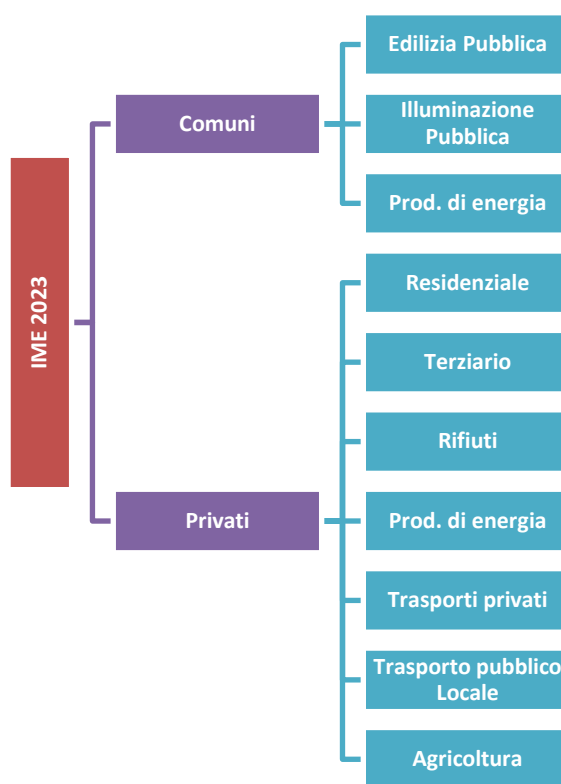 IME 2023
Comuni
Edilizia Pubblica
Illuminazione
Pubblica
Prod. di energia
Privati
Residenziale
Terziario
Rifiuti
Prod. di energia
Trasporti privati
Trasporto pubblico
Locale
Agricoltura